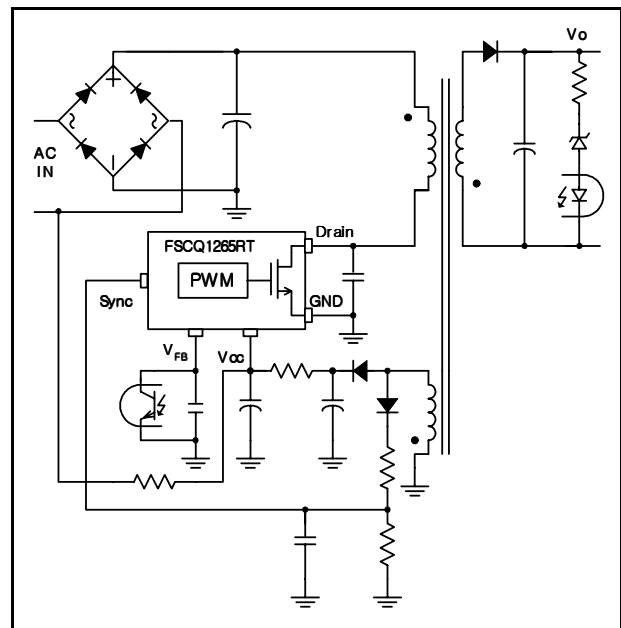 Vo
AC
IN
Drain
FSCQ1265RT
PWM
GND
Sync
VFB
Vcc